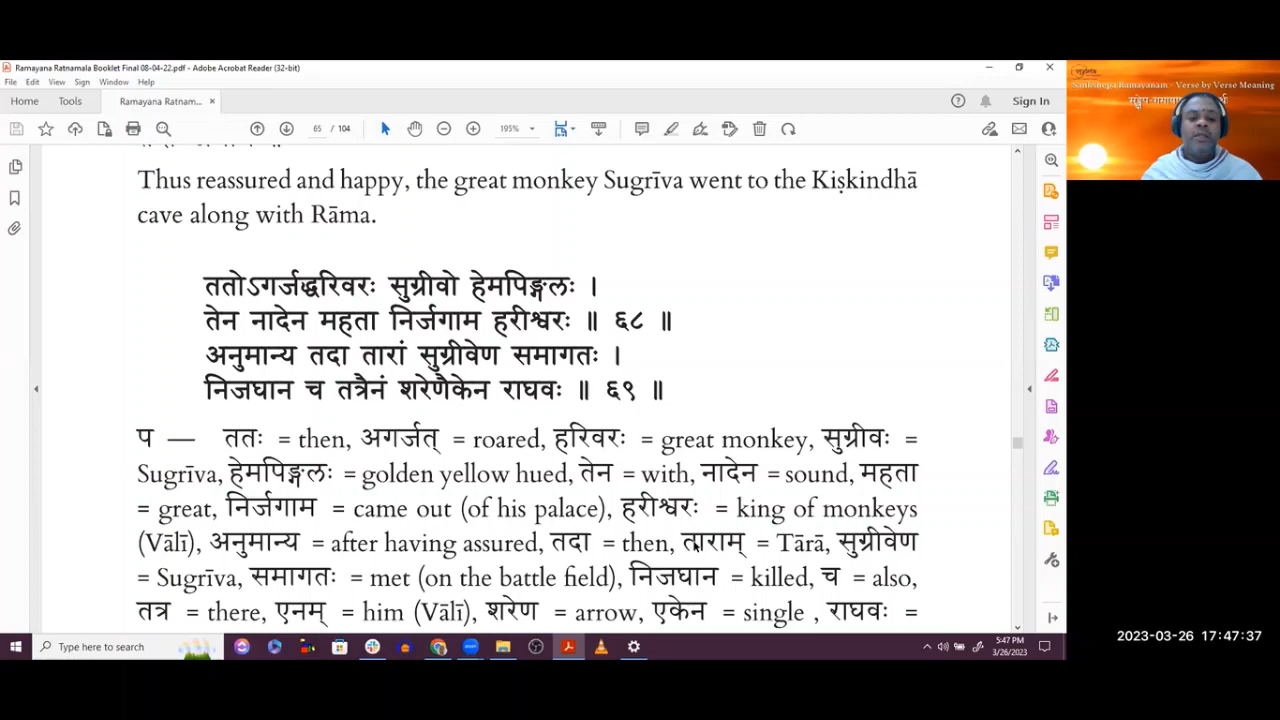 Ramayana Ratnamala Booklet Final 08-04-22.pdf - Adobe Acrobat Reader (32-bit)
File Edit View Sign Window Help
Home Tools Ramayana Ratnam... × Sign In
65 / 104 195%
Thus reassured and happy, the great monkey Sugrīva went to the Kiṣkindhā
cave along with Rāma.
ततोऽगर्जद्धरिवरः सुग्रीवो हेमपिङ्गलः ।
तेन नादेन महता निर्जगाम हरीश्वरः ॥ ६८ ॥
अनुमान्य तदा तारां सुग्रीवेण समागतः ।
निजघान च तत्रैनं शरेणैकेन राघवः ॥ ६९ ॥
प — ततः = then, अगर्जत् = roared, हरिवरः = great monkey, सुग्रीवः =
Sugrīva, हेमपिङ्गलः = golden yellow hued, तेन = with, नादेन = sound, महता
= great, निर्जगाम = came out (of his palace), हरीश्वरः = king of monkeys
(Vālī), अनुमान्य = after having assured, तदा = then, ताराम् = Tārā, सुग्रीवेण
= Sugrīva, समागतः = met (on the battle field), निजघान = killed, च = also,
तत्र = there, एनम् = him (Vālī), शरेण = arrow, एकेन = single , राघवः =
Sankshepa Ramayanam - Verse by Verse Meaning
2023-03-26 17:47:37
Type here to search
5:47 PM
3/26/2023